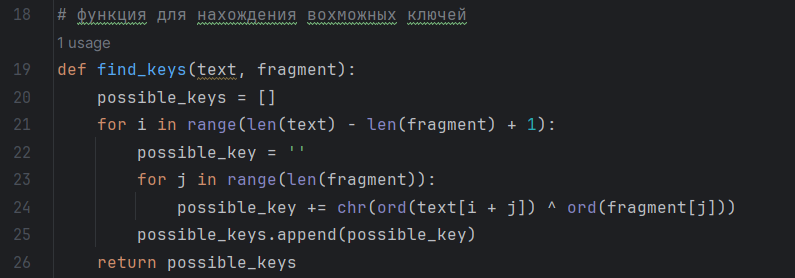 18 # функция для нахождения вохможных ключей
1 usage
19 def find_keys(text, fragment):
20     possible_keys = []
21     for i in range(len(text) - len(fragment) + 1):
22         possible_key = ''
23         for j in range(len(fragment)):
24             possible_key += chr(ord(text[i + j]) ^ ord(fragment[j]))
25         possible_keys.append(possible_key)
26     return possible_keys